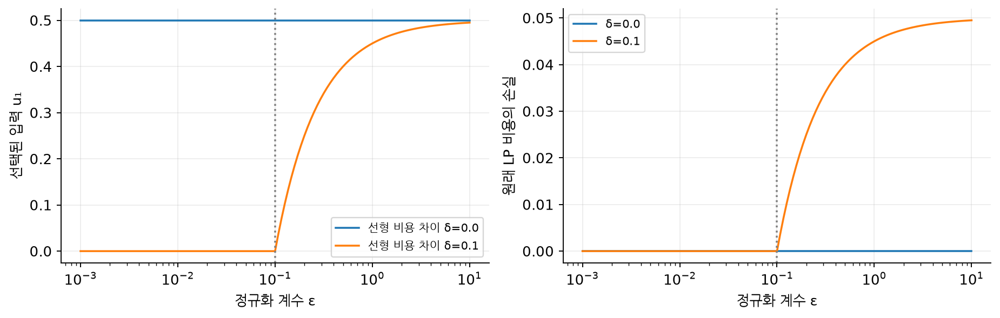 선택된 입력 u₁
0.5
0.4
0.3
0.2
0.1
0.0
선형 비용 차이 δ=0.0
선형 비용 차이 δ=0.1
10⁻³
10⁻²
10⁻¹
10⁰
10¹
정규화 계수 ε
원래 LP 비용의 손실
0.05
0.04
0.03
0.02
0.01
0.00
δ=0.0
δ=0.1
10⁻³
10⁻²
10⁻¹
10⁰
10¹
정규화 계수 ε